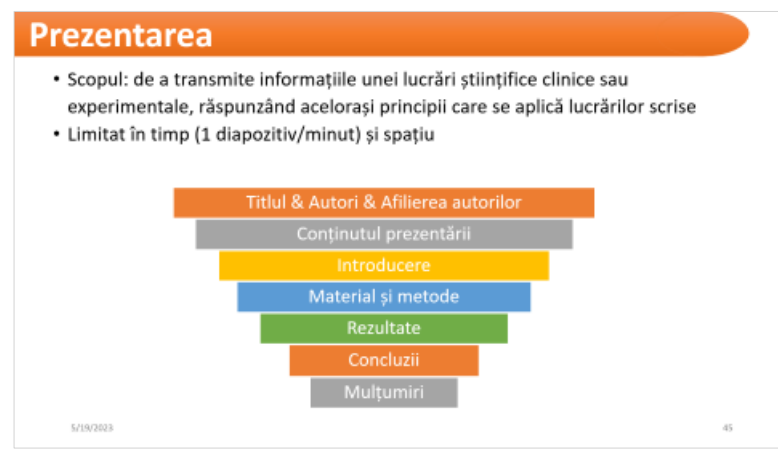 Prezentarea
• Scopul: de a transmite informațiile unei lucrări științifice clinice sau
experimentale, răspunzând acelorași principii care se aplică lucrărilor scrise
• Limitat în timp (1 diapozitiv/minut) și spațiu
Titlul & Autori & Afilierea autorilor
Conținutul prezentării
Introducere
Material și metode
Rezultate
Concluzii
Mulțumiri
5/19/2023
45